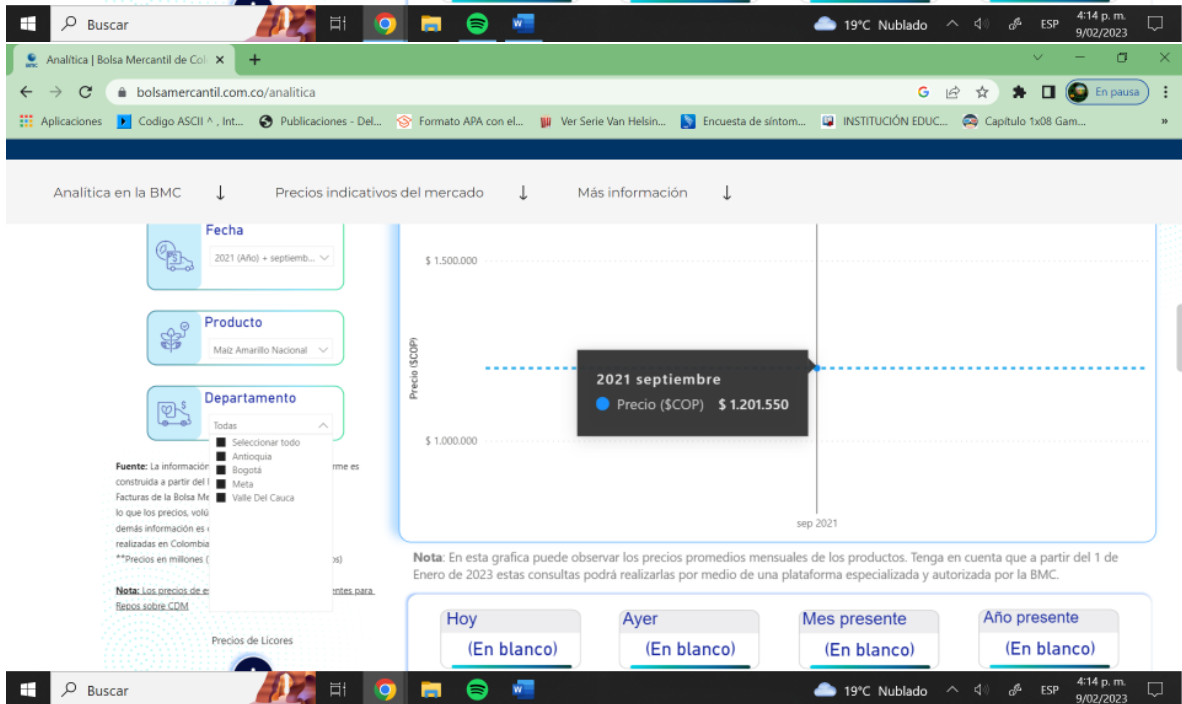 Buscar
19°C Nublado
ESP
4:14 p. m.
9/02/2023
Analítica | Bolsa Mercantil de Col
bolsamercantil.com.co/analitica
En pausa
Aplicaciones
Codigo ASCII ^ , Int...
Publicaciones - Del...
Formato APA con el...
Ver Serie Van Helsin...
Encuesta de síntom...
INSTITUCIÓN EDUC...
Capítulo 1x08 Gam...
Analítica en la BMC
Precios indicativos del mercado
Más información
Fecha
2021 (Año) + septiemb...
Producto
Maíz Amarillo Nacional
Departamento
Todas
Seleccionar todo
Antioquia
Bogotá
Meta
Valle Del Cauca
Fuente: La información rme es
construida a partir del
Facturas de la Bolsa Me
lo que los precios, volú
demás información es
realizadas en Colombia
**Precios en millones ( os)
Nota: Los precios de es entes para
Repos sobre CDM
Precios de Licores
Precio ($COP)
$ 1.500.000
$ 1.000.000
2021 septiembre
Precio ($COP) $ 1.201.550
sep 2021
Nota: En esta grafica puede observar los precios promedios mensuales de los productos. Tenga en cuenta que a partir del 1 de
Enero de 2023 estas consultas podrá realizarlas por medio de una plataforma especializada y autorizada por la BMC.
Hoy
(En blanco)
Ayer
(En blanco)
Mes presente
(En blanco)
Año presente
(En blanco)
Buscar
19°C Nublado
ESP
4:14 p. m.
9/02/2023